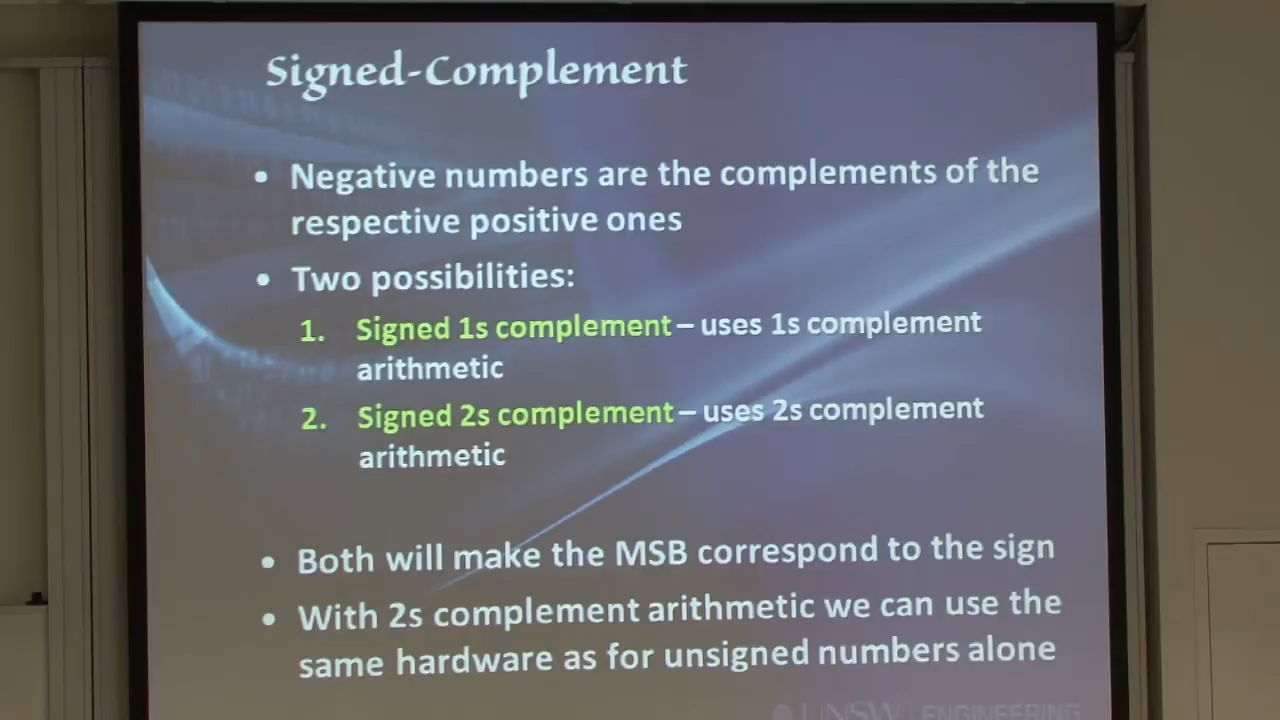 Signed-Complement
• Negative numbers are the complements of the
respective positive ones
• Two possibilities:
1. Signed 1s complement – uses 1s complement
arithmetic
2. Signed 2s complement – uses 2s complement
arithmetic
• Both will make the MSB correspond to the sign
• With 2s complement arithmetic we can use the
same hardware as for unsigned numbers alone
UNSW ENGINEERING